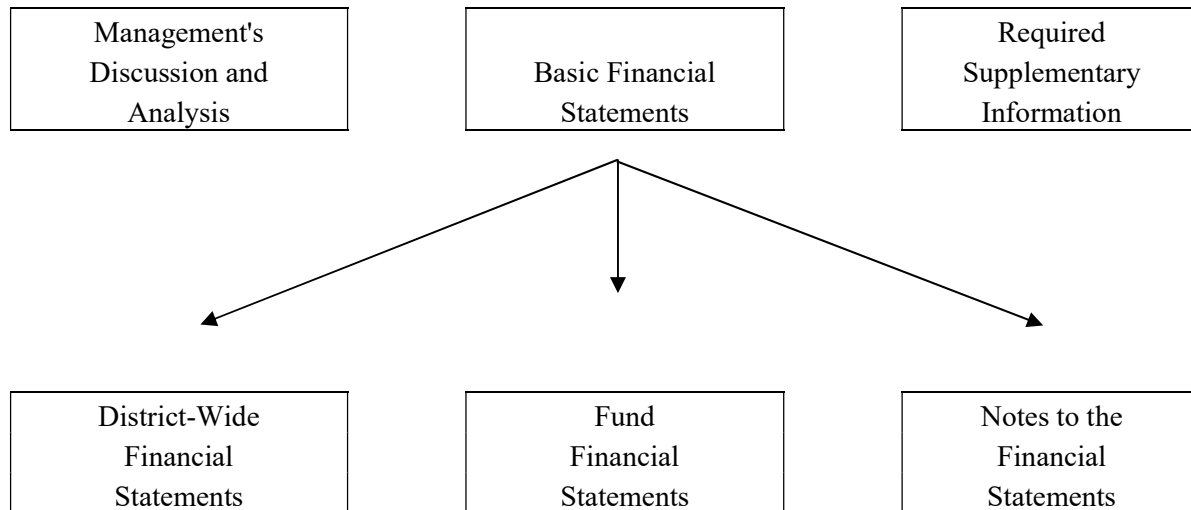 Management's
Discussion and
Analysis
Basic Financial
Statements
Required
Supplementary
Information
District-Wide
Financial
Statements
Fund
Financial
Statements
Notes to the
Financial
Statements